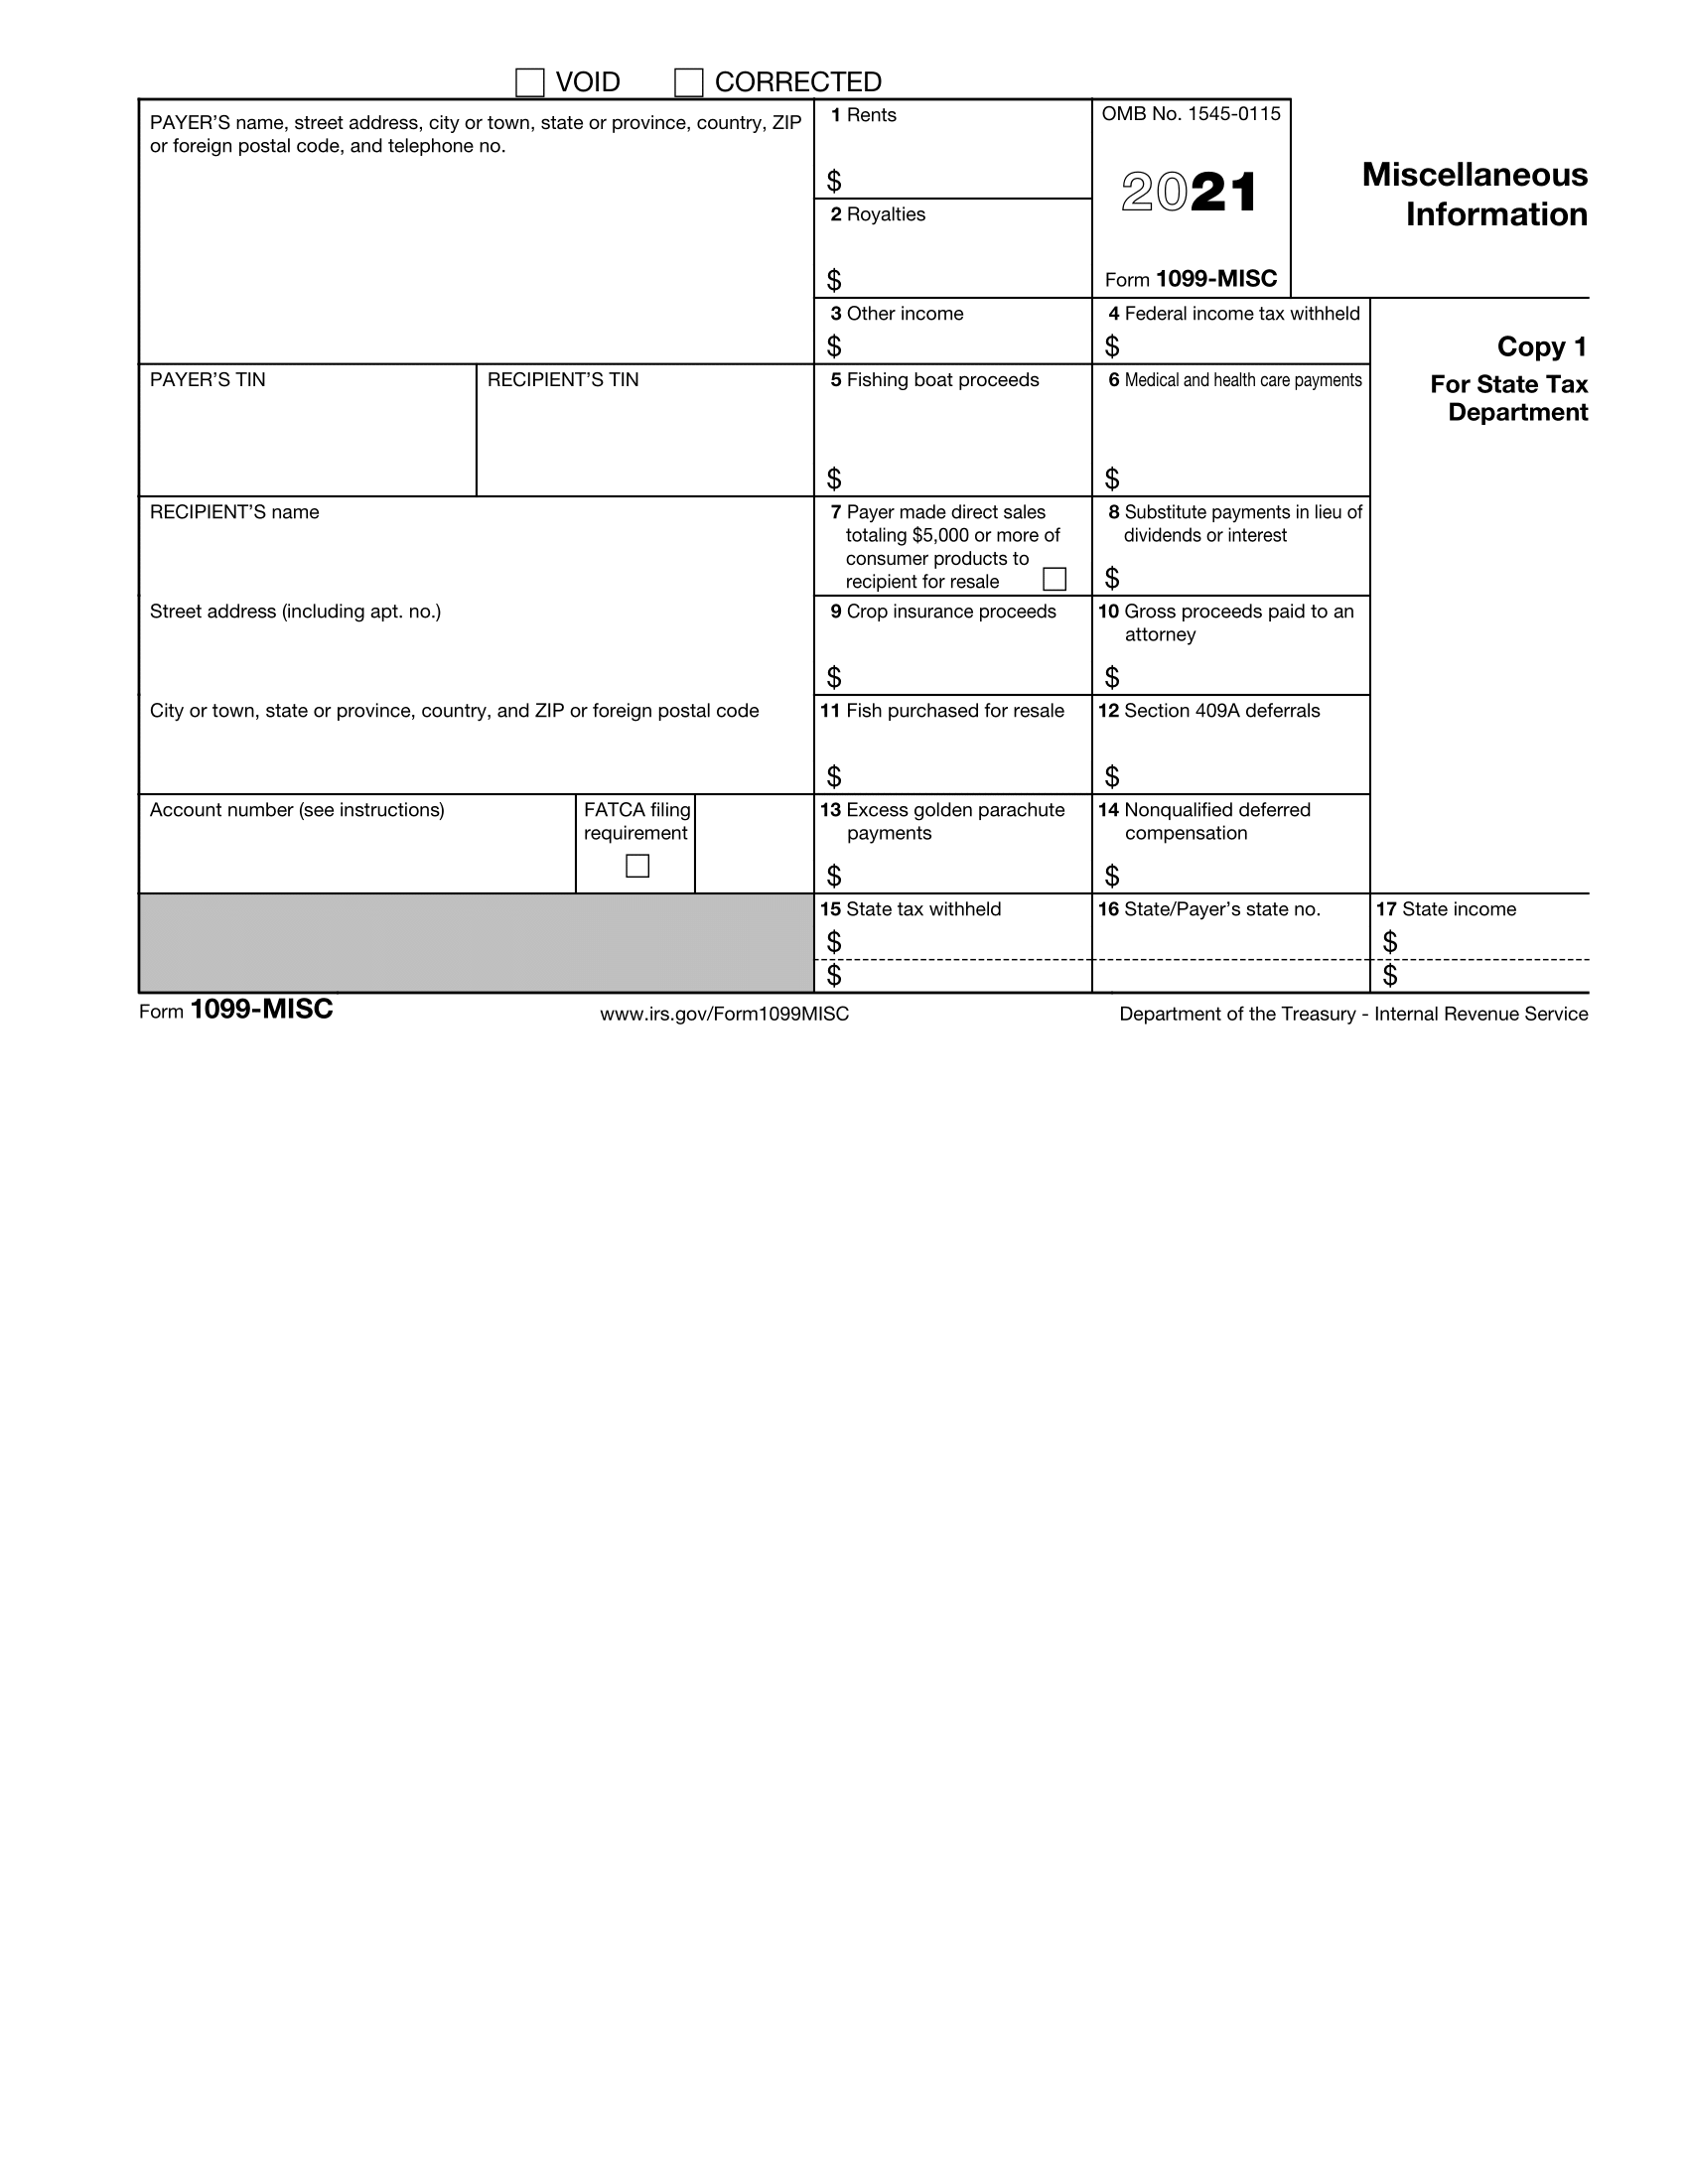 VOID CORRECTED
PAYER’S name, street address, city or town, state or province, country, ZIP
or foreign postal code, and telephone no.
1 Rents
$
2 Royalties
$
OMB No. 1545-0115
2021
Form 1099-MISC
Miscellaneous
Information
3 Other income
$
4 Federal income tax withheld
$
Copy 1
For State Tax
Department
PAYER’S TIN
RECIPIENT’S TIN
5 Fishing boat proceeds
$
6 Medical and health care payments
$
RECIPIENT’S name
7 Payer made direct sales
totaling $5,000 or more of
consumer products to
recipient for resale
8 Substitute payments in lieu of
dividends or interest
$
Street address (including apt. no.)
9 Crop insurance proceeds
$
10 Gross proceeds paid to an
attorney
$
City or town, state or province, country, and ZIP or foreign postal code
11 Fish purchased for resale
$
12 Section 409A deferrals
$
Account number (see instructions)
FATCA filing
requirement
13 Excess golden parachute
payments
$
14 Nonqualified deferred
compensation
$
15 State tax withheld
$
$
16 State/Payer’s state no.
17 State income
$
$
Form 1099-MISC
www.irs.gov/Form1099MISC
Department of the Treasury - Internal Revenue Service